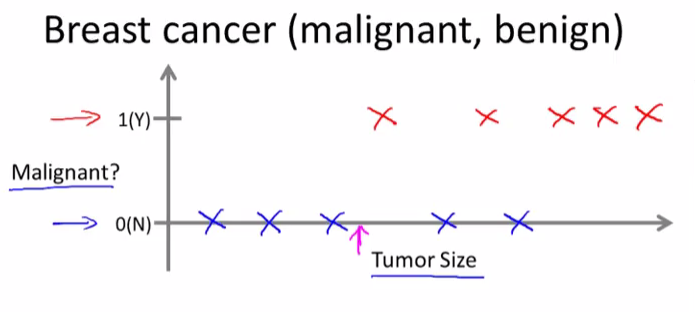 Breast cancer (malignant, benign)
1(Y)
Malignant?
0(N)
Tumor Size